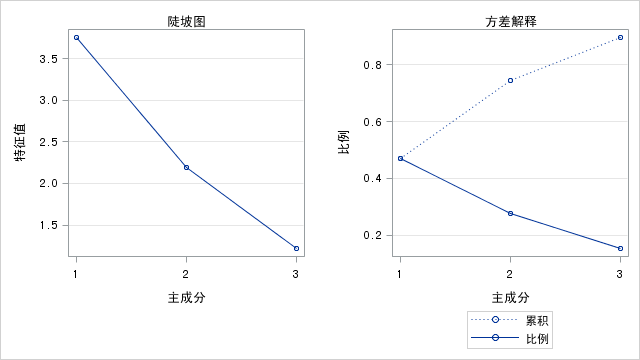 陡坡图
3.5
3.0
2.5
2.0
1.5
特征值
1 2 3
主成分
方差解释
0.8
0.6
0.4
0.2
比例
1 2 3
主成分
累积
比例